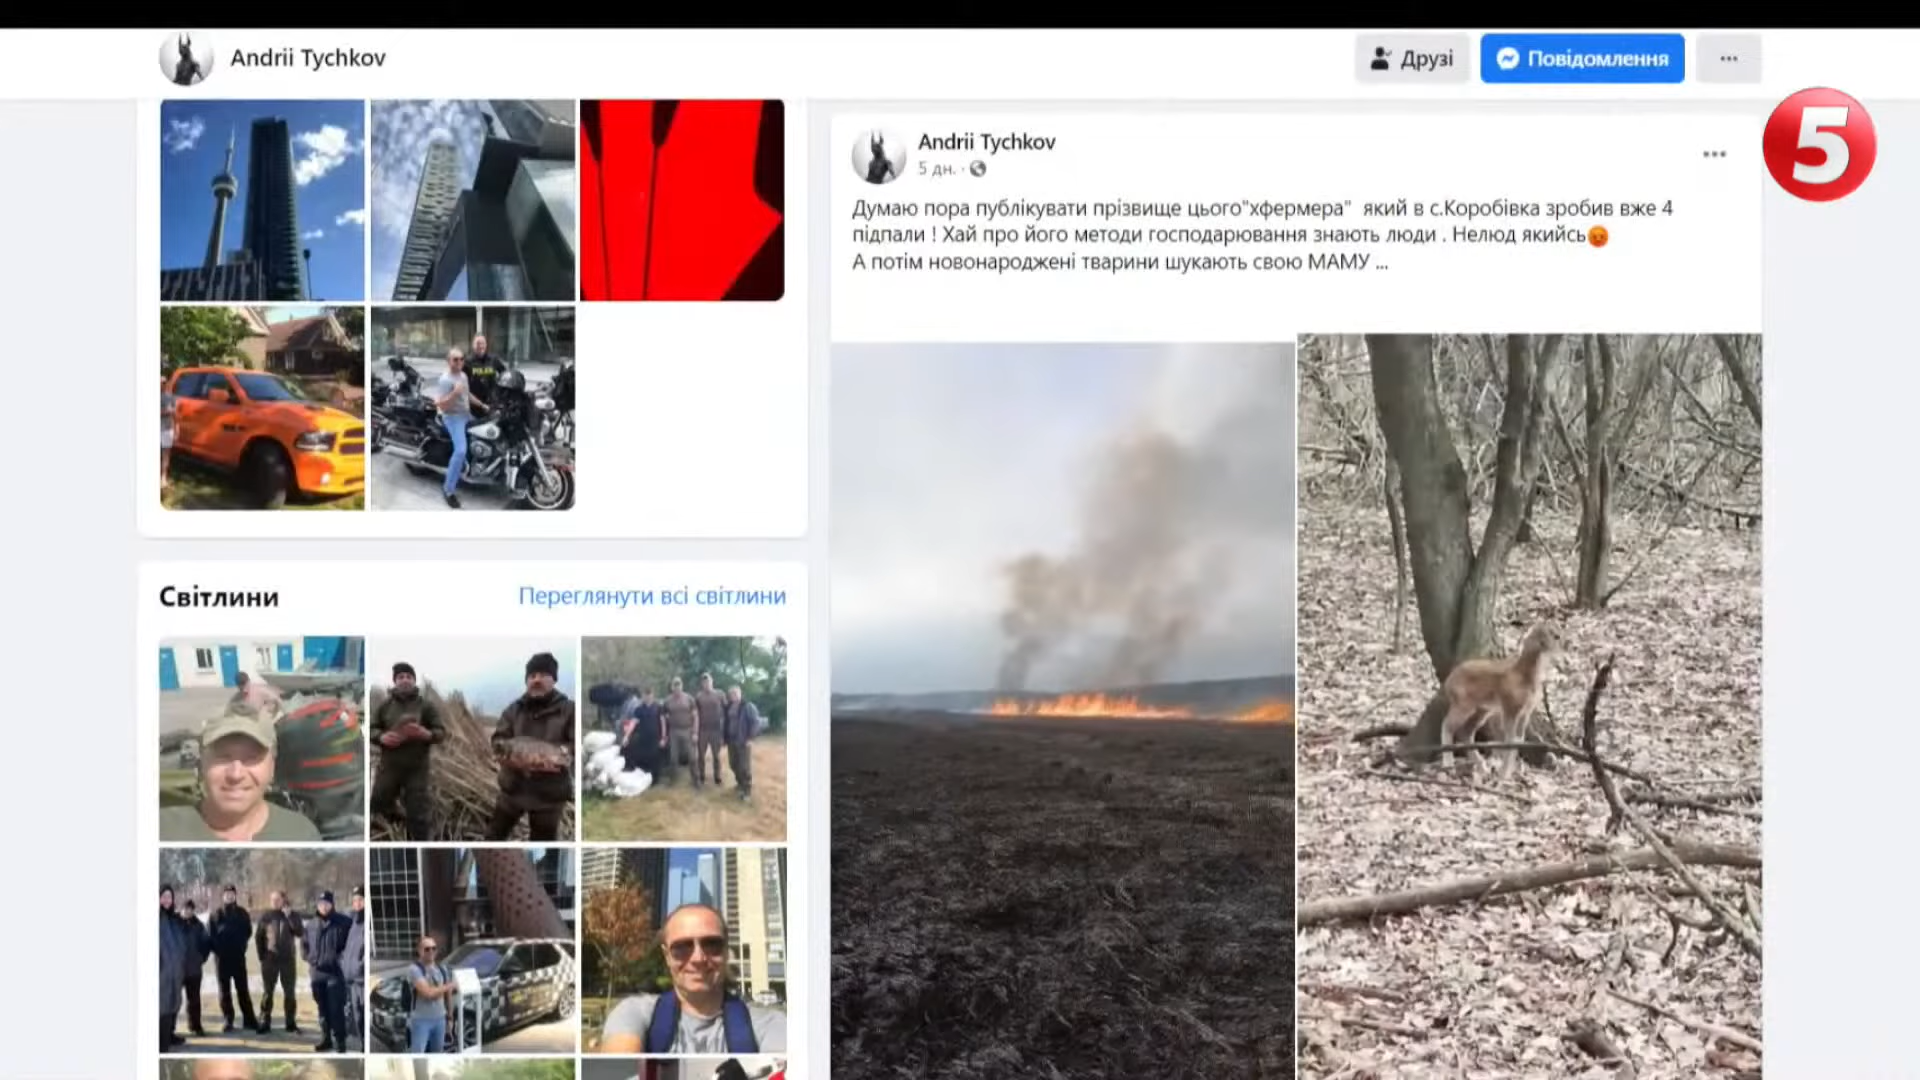 Andrii Tychkov
Друзі
Повідомлення
5
Andrii Tychkov
5 дн.
Думаю пора публікувати прізвище цього"хфермера" який в с.Коробівка зробив вже 4
підпали ! Хай про його методи господарювання знають люди . Нелюд якийсь😡
А потім новонароджені тварини шукають свою МАМУ ...
Світлини
Переглянути всі світлини